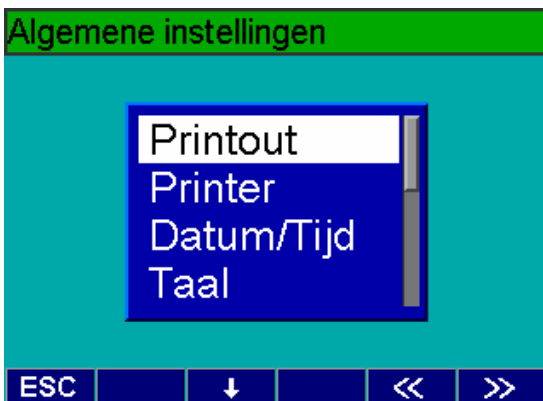 Algemene instellingen
Printout
Printer
Datum/Tijd
Taal
ESC ↓ << >>